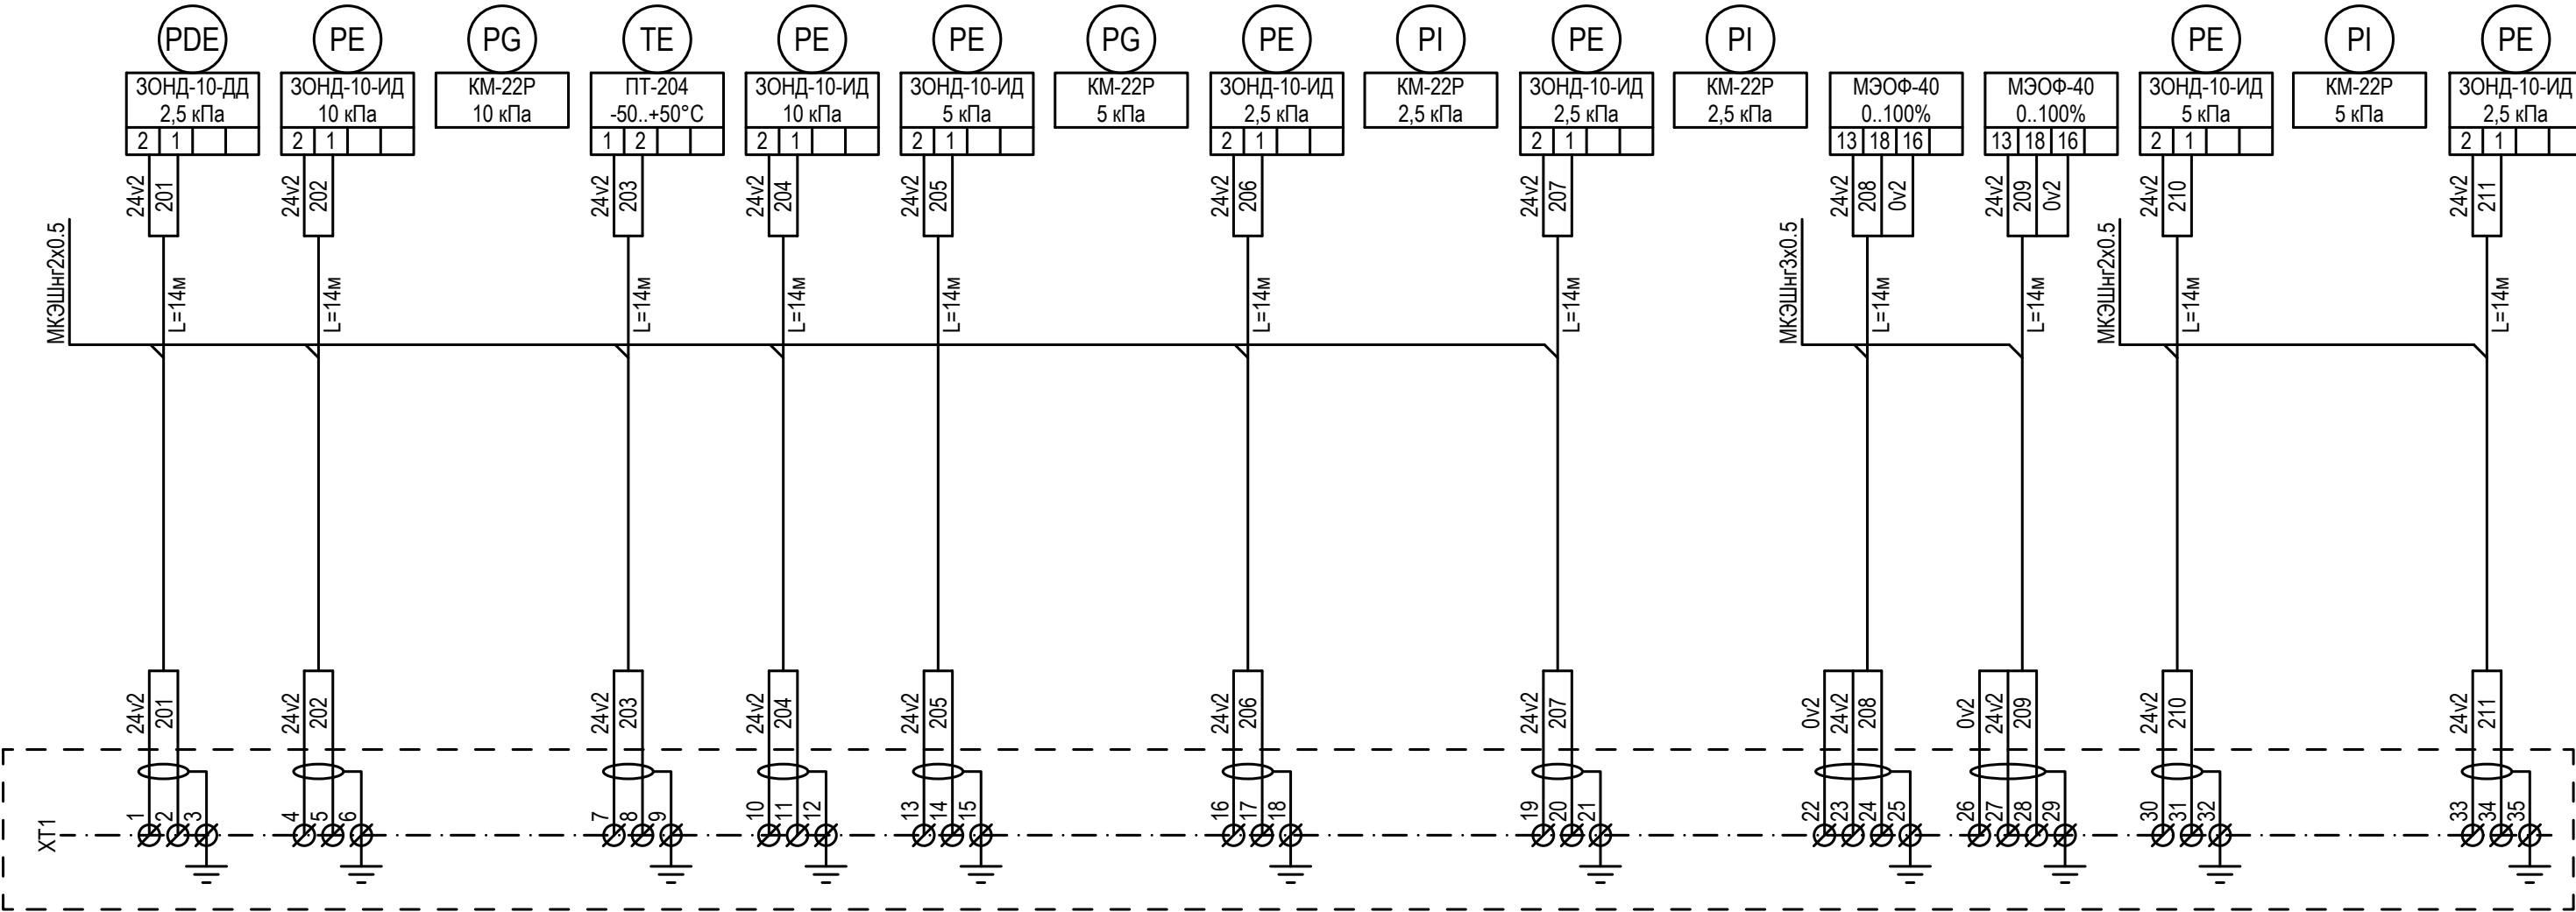 PDE PE PG TE PE PE PG PE PI PE PI PE PI PE
ЗОНД-10-ДД ЗОНД-10-ИД КМ-22Р ПТ-204 ЗОНД-10-ИД ЗОНД-10-ИД КМ-22Р ЗОНД-10-ИД КМ-22Р ЗОНД-10-ИД КМ-22Р МЭОФ-40 МЭОФ-40 ЗОНД-10-ИД КМ-22Р ЗОНД-10-ИД
2,5 кПа 10 кПа 10 кПа -50..+50°С 10 кПа 5 кПа 5 кПа 2,5 кПа 2,5 кПа 2,5 кПа 2,5 кПа 0..100% 0..100% 5 кПа 5 кПа 2,5 кПа
2 1 2 1 1 2 2 1 2 1 2 1 2 1 13 18 16 13 18 16 2 1 2 1
24v2 201 24v2 202 24v2 203 24v2 204 24v2 205 24v2 206 24v2 207 24v2 208 0v2 24v2 209 0v2 24v2 210 24v2 211
МКЭШнг2х0.5 L=14м L=14м L=14м L=14м L=14м L=14м L=14м МКЭШнг3х0.5 L=14м L=14м МКЭШнг2х0.5 L=14м L=14м
24v2 201 24v2 202 24v2 203 24v2 204 24v2 205 24v2 206 24v2 207 0v2 24v2 208 0v2 24v2 209 24v2 210 24v2 211
XT1 1 2 3 4 5 6 7 8 9 10 11 12 13 14 15 16 17 18 19 20 21 22 23 24 25 26 27 28 29 30 31 32 33 34 35